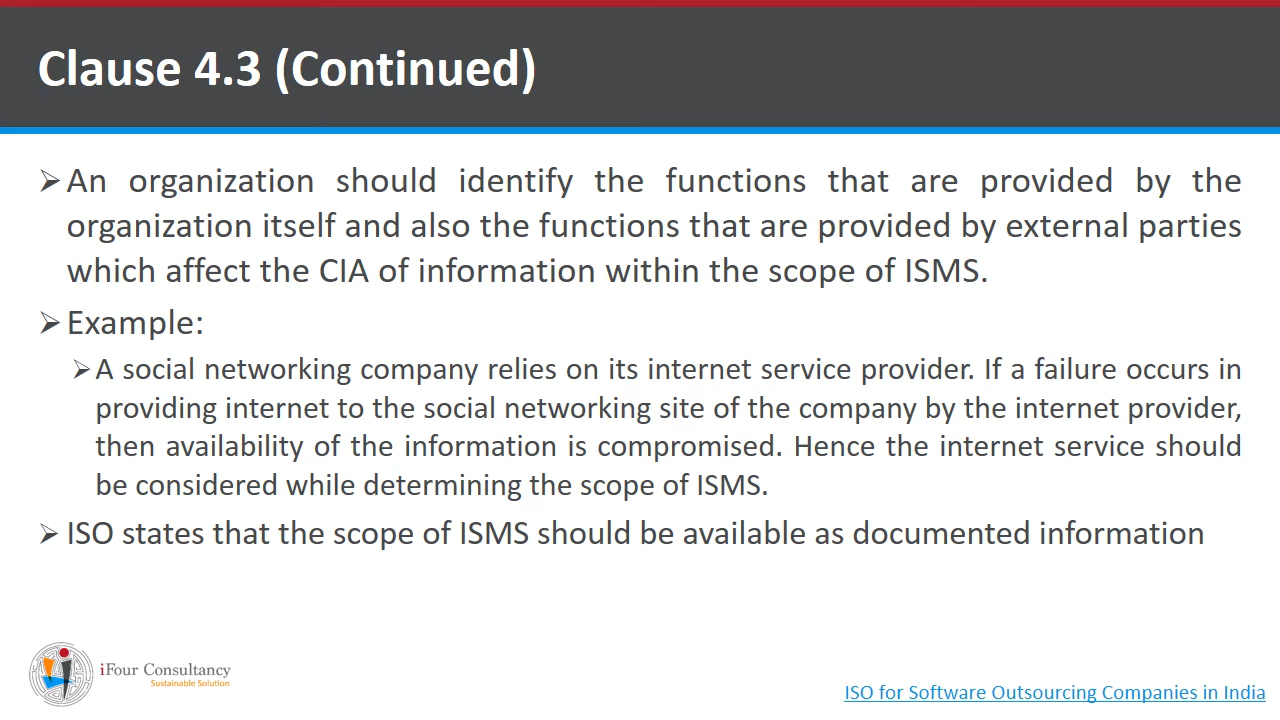 Clause 4.3 (Continued)
➢An organization should identify the functions that are provided by the
organization itself and also the functions that are provided by external parties
which affect the CIA of information within the scope of ISMS.
➢Example:
➢A social networking company relies on its internet service provider. If a failure occurs in
providing internet to the social networking site of the company by the internet provider,
then availability of the information is compromised. Hence the internet service should
be considered while determining the scope of ISMS.
➢ISO states that the scope of ISMS should be available as documented information
iFour Consultancy
Sustainable Solution
ISO for Software Outsourcing Companies in India